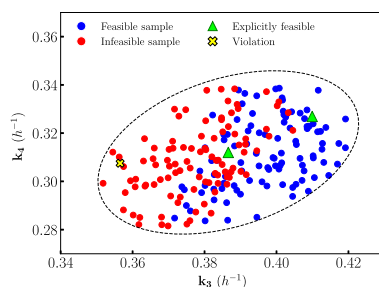 0.36
Feasible sample
Explicitly feasible
Infeasible sample
Violation
0.34
0.32
0.30
0.28
k4 (h⁻¹)
0.34
0.36
0.38
0.40
0.42
k3 (h⁻¹)